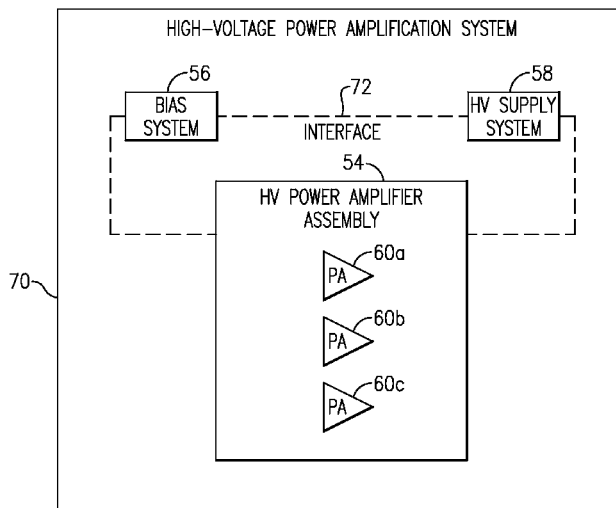 HIGH-VOLTAGE POWER AMPLIFICATION SYSTEM
56
72
58
BIAS
SYSTEM
INTERFACE
HV SUPPLY
SYSTEM
54
HV POWER AMPLIFIER
ASSEMBLY
60a
PA
60b
PA
60c
PA
70